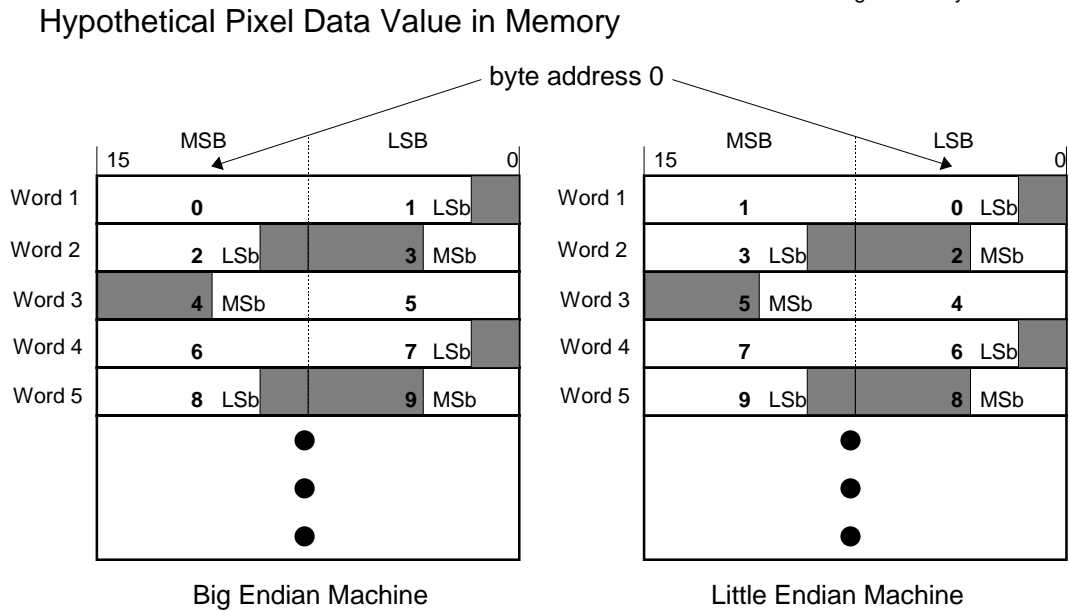 Hypothetical Pixel Data Value in Memory
byte address 0
MSB LSB
15 0
Word 1 0 1 LSb
Word 2 2 LSb 3 MSb
Word 3 4 MSb 5
Word 4 6 7 LSb
Word 5 8 LSb 9 MSb
Big Endian Machine
MSB LSB
15 0
Word 1 1 0 LSb
Word 2 3 LSb 2 MSb
Word 3 5 MSb 4
Word 4 7 6 LSb
Word 5 9 LSb 8 MSb
Little Endian Machine